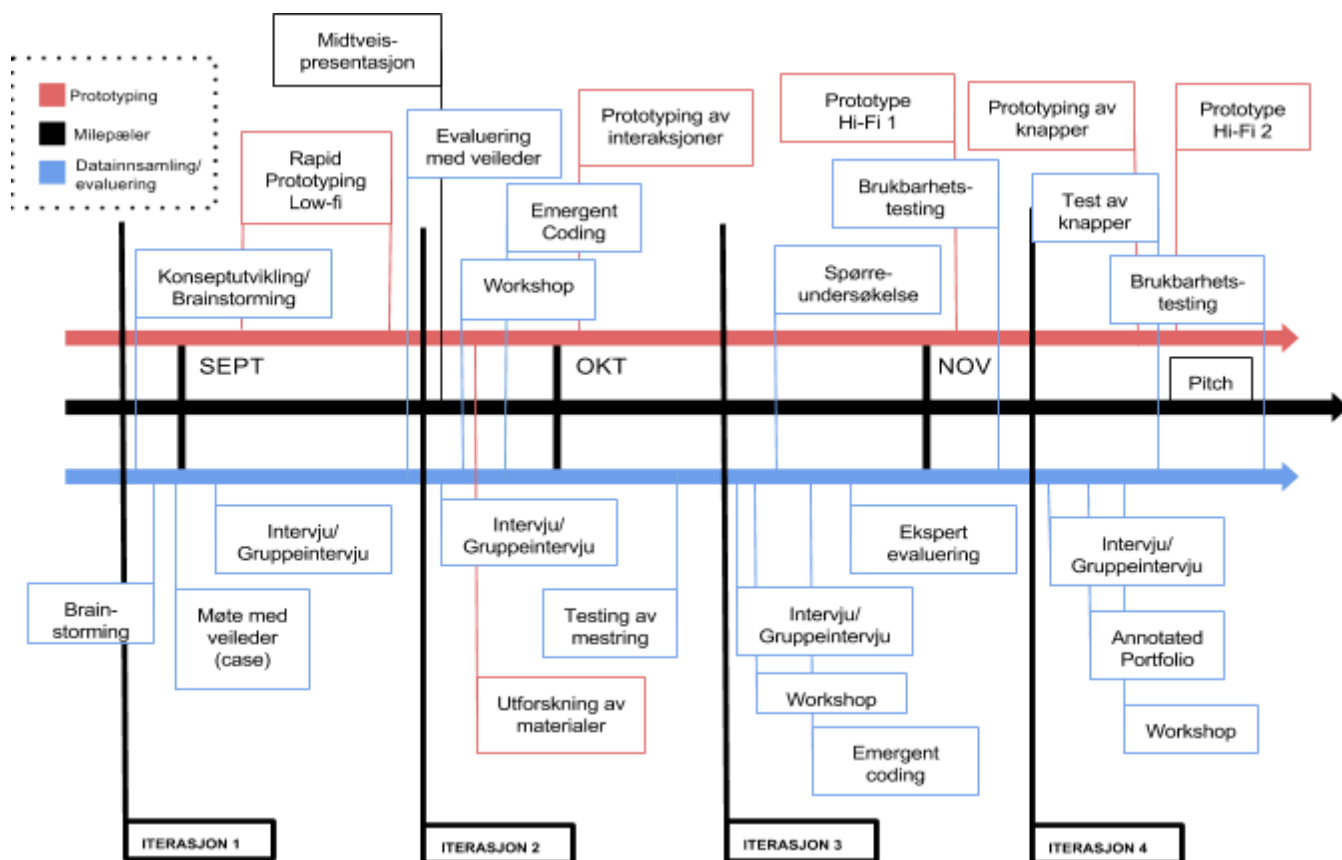 Midtveis-
presentasjon
Prototyping
Milepæler
Datainnsamling/
evaluering
Rapid
Prototyping
Low-fi
Evaluering
med veileder
Prototyping av
interaksjoner
Prototype
Hi-Fi 1
Prototyping av
knapper
Prototype
Hi-Fi 2
Konseptutvikling/
Brainstorming
Emergent
Coding
Workshop
Brukbarhets-
testing
Spørre-
undersøkelse
Test av
knapper
Brukbarhets-
testing
SEPT
OKT
NOV
Pitch
Brain-
storming
Møte med
veileder
(case)
Intervju/
Gruppeintervju
Intervju/
Gruppeintervju
Testing av
mestring
Utforskning av
materialer
Ekspert
evaluering
Intervju/
Gruppeintervju
Workshop
Emergent
coding
Intervju/
Gruppeintervju
Annotated
Portfolio
Workshop
ITERASJON 1
ITERASJON 2
ITERASJON 3
ITERASJON 4